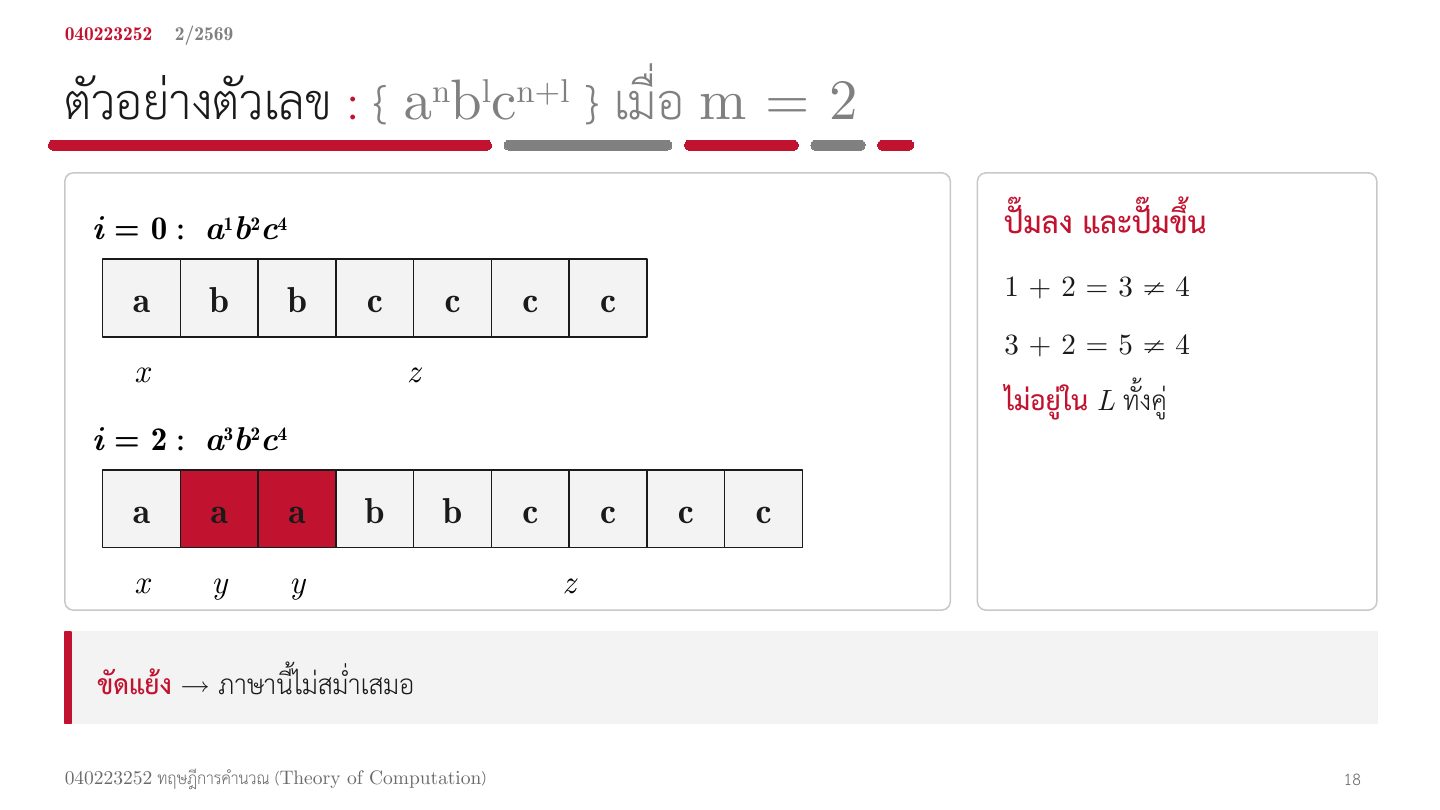 040223252 2/2569
ตัวอย่างตัวเลข : { aⁿbˡcⁿ⁺ˡ } เมื่อ m = 2
i = 0 : a¹b²c⁴
a b b c c c c
x z
i = 2 : a³b²c⁴
a a a b b c c c c
x y y z
ปั๊มลง และปั๊มขึ้น
1 + 2 = 3 ≠ 4
3 + 2 = 5 ≠ 4
ไม่อยู่ใน L ทั้งคู่
ขัดแย้ง → ภาษานี้ไม่สม่ำเสมอ
040223252 ทฤษฎีการคำนวณ (Theory of Computation)
18